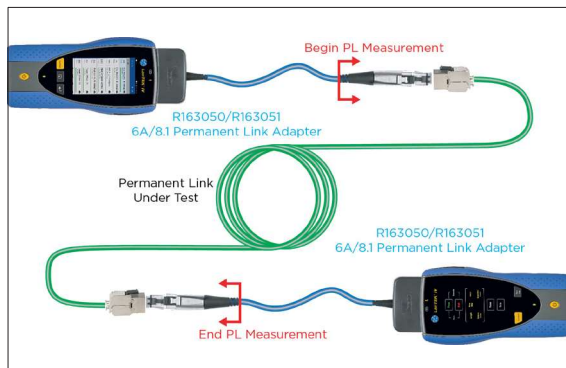 Begin PL Measurement
R163050/R163051
6A/8.1 Permanent Link Adapter
Permanent Link
Under Test
R163050/R163051
6A/8.1 Permanent Link Adapter
End PL Measurement